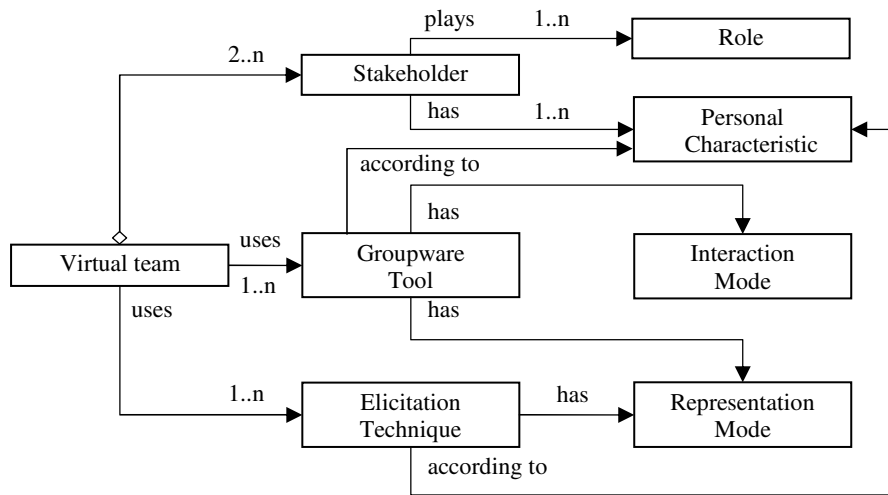 plays
1..n
Role
2..n
Stakeholder
has
1..n
Personal
Characteristic
according to
has
uses
Virtual team
1..n
Groupware
Tool
Interaction
Mode
uses
has
1..n
Elicitation
Technique
has
Representation
Mode
according to